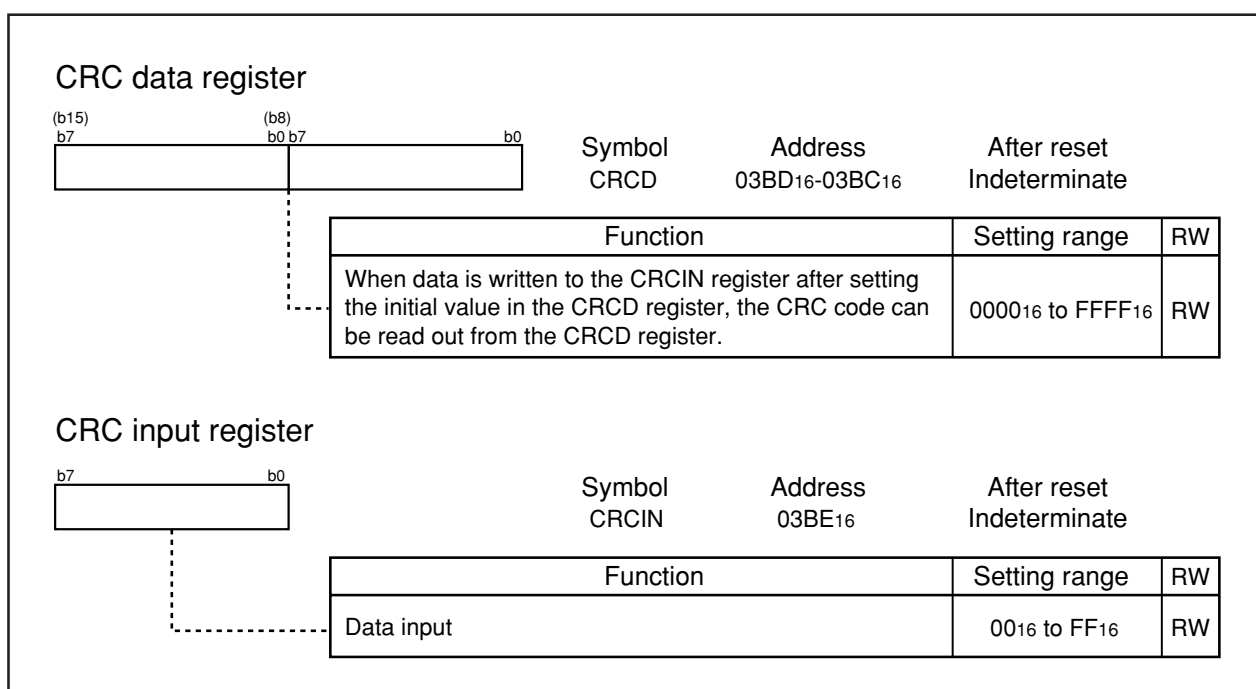 CRC data register
(b15) (b8)
b7 b0 b7 b0
Symbol Address After reset
CRCD 03BD16-03BC16 Indeterminate
Function Setting range RW
When data is written to the CRCIN register after setting
the initial value in the CRCD register, the CRC code can
be read out from the CRCD register.
000016 to FFFF16 RW
CRC input register
b7 b0
Symbol Address After reset
CRCIN 03BE16 Indeterminate
Function Setting range RW
Data input 0016 to FF16 RW